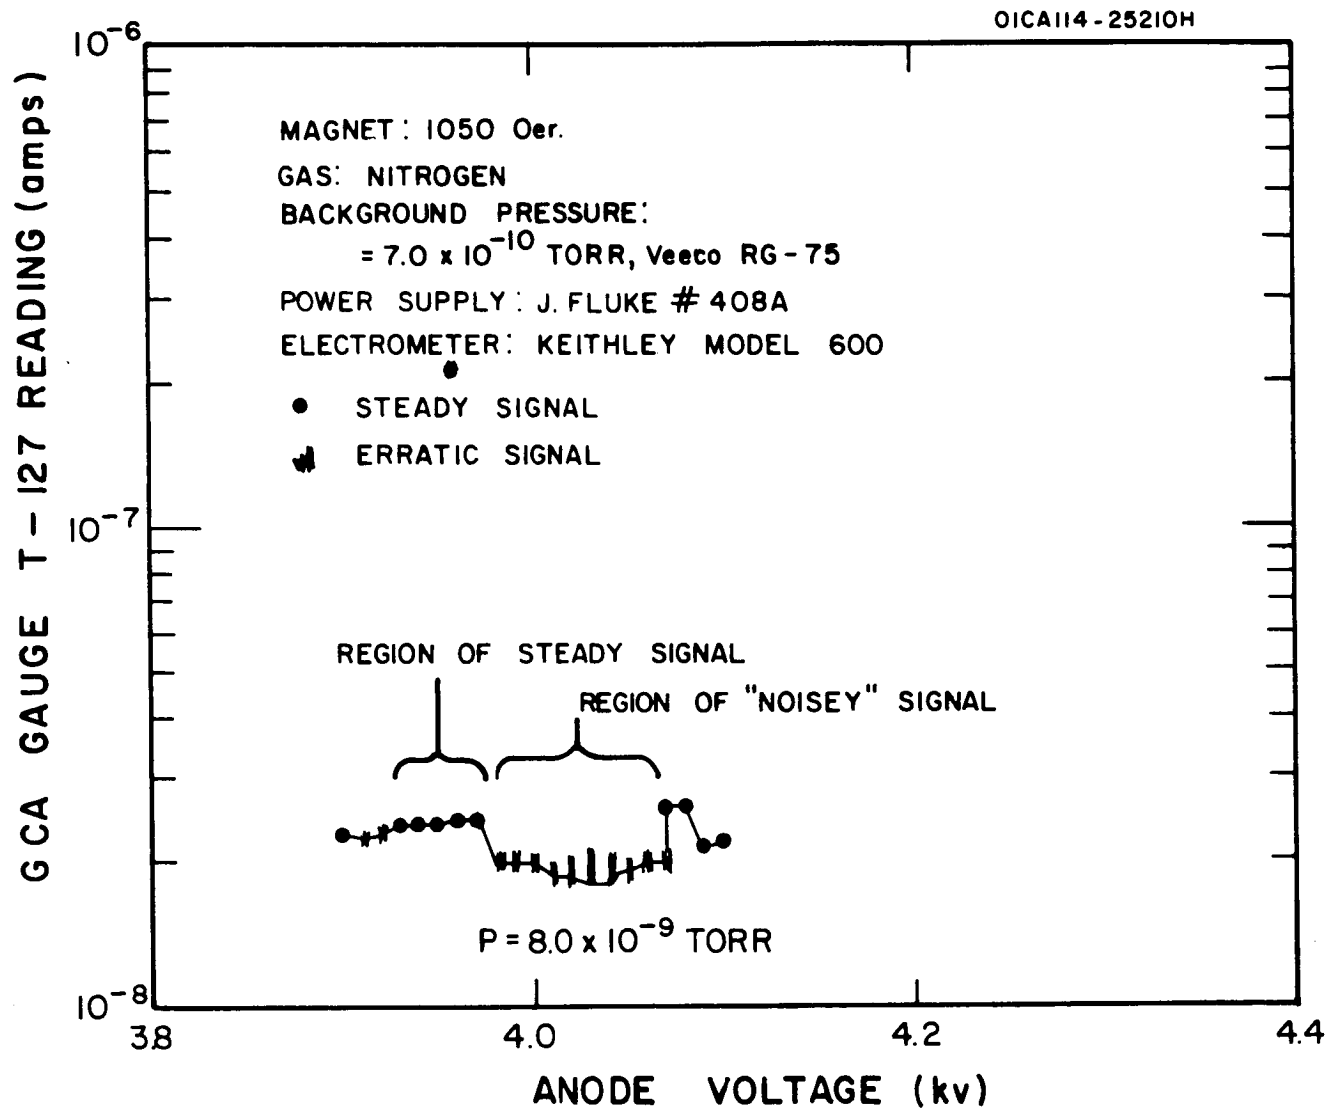 OICA114-25210H
10-6
MAGNET: 1050 Oer.
GAS: NITROGEN
BACKGROUND PRESSURE:
= 7.0 x 10-10 TORR, Veeco RG-75
POWER SUPPLY: J. FLUKE # 408A
ELECTROMETER: KEITHLEY MODEL 600
STEADY SIGNAL
ERRATIC SIGNAL
GCA GAUGE T-127 READING (amps)
10-7
REGION OF STEADY SIGNAL
REGION OF "NOISEY" SIGNAL
P = 8.0 x 10-9 TORR
10-8
3.8 4.0 4.2 4.4
ANODE VOLTAGE (kv)